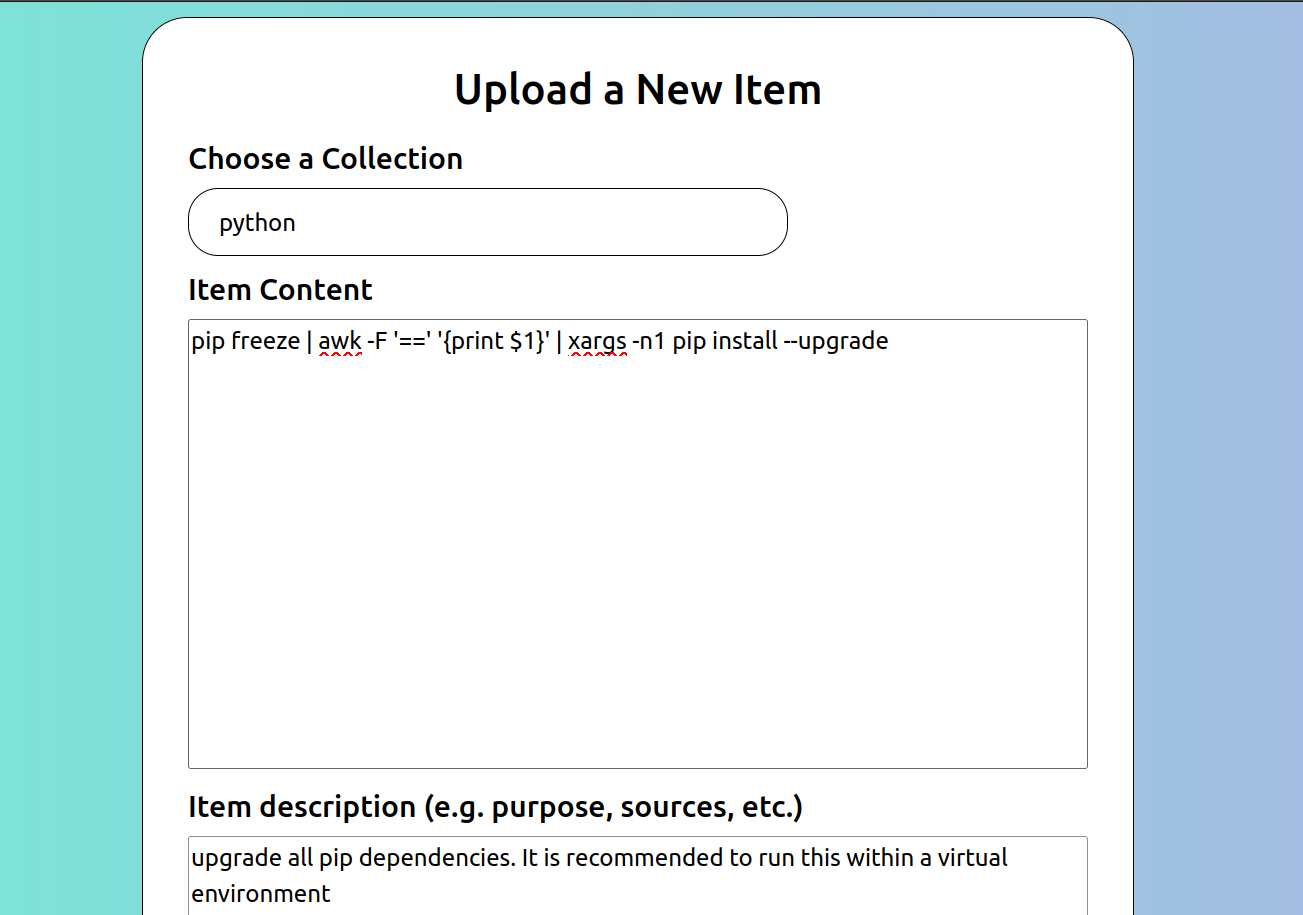 Upload a New Item
Choose a Collection
python
Item Content
pip freeze | awk -F '==' '{print $1}' | xargs -n1 pip install --upgrade
Item description (e.g. purpose, sources, etc.)
upgrade all pip dependencies. It is recommended to run this within a virtual
environment